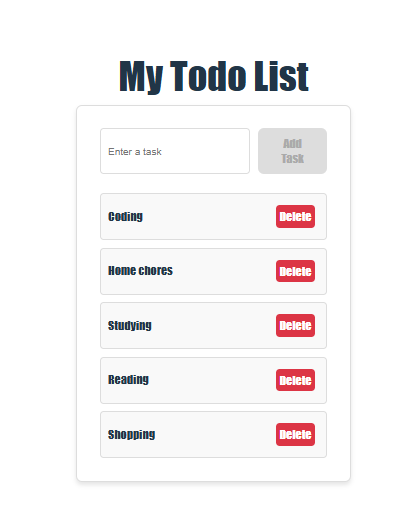 My Todo List
Enter a task
Add
Task
Coding
Delete
Home chores
Delete
Studying
Delete
Reading
Delete
Shopping
Delete